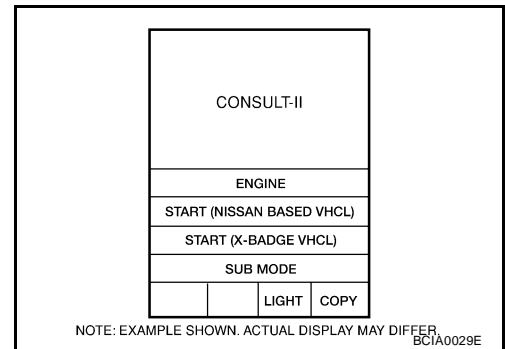 CONSULT-II
ENGINE
START (NISSAN BASED VHCL)
START (X-BADGE VHCL)
SUB MODE
LIGHT COPY
NOTE: EXAMPLE SHOWN. ACTUAL DISPLAY MAY DIFFER.
BCIA0029E